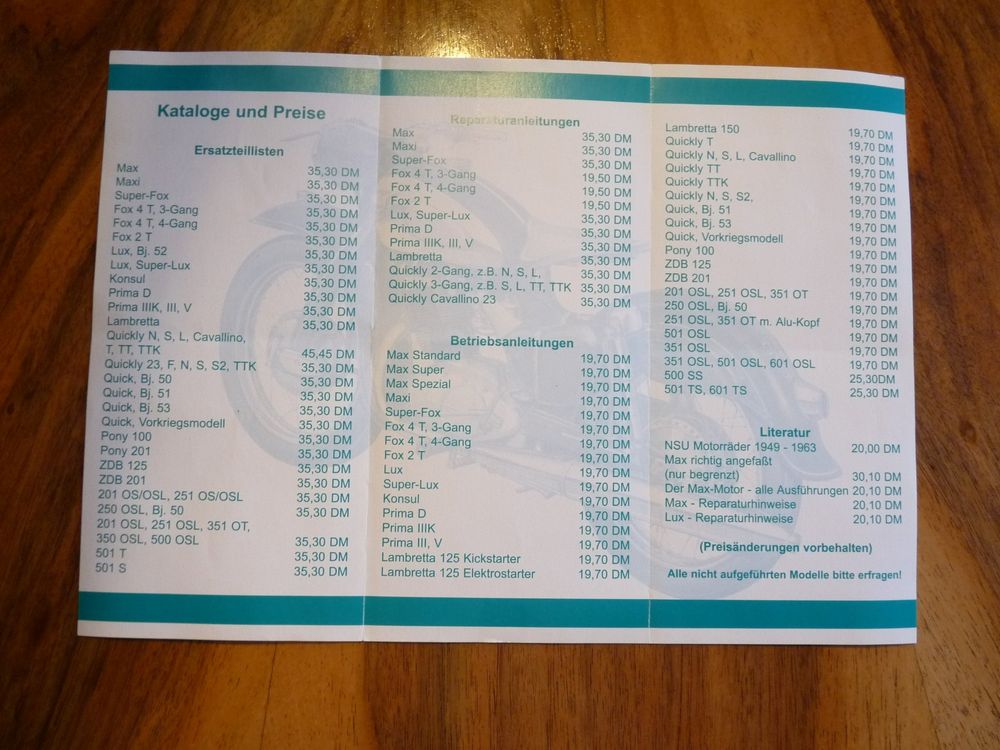 Kataloge und Preise
Ersatzteillisten
Max 35,30 DM
Maxi 35,30 DM
Super-Fox 35,30 DM
Fox 4 T, 3-Gang 35,30 DM
Fox 4 T, 4-Gang 35,30 DM
Fox 2 T 35,30 DM
Lux, Bj. 52 35,30 DM
Lux, Super-Lux 35,30 DM
Konsul 35,30 DM
Prima D 35,30 DM
Prima IIIK, III, V 35,30 DM
Lambretta 35,30 DM
Quickly N, S, L, Cavallino,
T, TT, TTK 45,45 DM
Quickly 23, F, N, S, S2, TTK 35,30 DM
Quick, Bj. 50 35,30 DM
Quick, Bj. 51 35,30 DM
Quick, Bj. 53 35,30 DM
Quick, Vorkriegsmodell 35,30 DM
Pony 100 35,30 DM
Pony 201 35,30 DM
ZDB 125 35,30 DM
ZDB 201 35,30 DM
201 OS/OSL, 251 OS/OSL 35,30 DM
250 OSL, Bj. 50 35,30 DM
201 OSL, 251 OSL, 351 OT,
350 OSL, 500 OSL 35,30 DM
501 T 35,30 DM
501 S 35,30 DM
Reparaturanleitungen
Max 35,30 DM
Maxi 35,30 DM
Super-Fox 35,30 DM
Fox 4 T, 3-Gang 19,50 DM
Fox 4 T, 4-Gang 19,50 DM
Fox 2 T 19,50 DM
Lux, Super-Lux 35,30 DM
Prima D 35,30 DM
Prima IIIK, III, V 35,30 DM
Lambretta 35,30 DM
Quickly 2-Gang, z.B. N, S, L, 35,30 DM
Quickly 3-Gang, z.B. S, L, TT, TTK 35,30 DM
Quickly Cavallino 23 35,30 DM
Betriebsanleitungen
Max Standard 19,70 DM
Max Super 19,70 DM
Max Spezial 19,70 DM
Maxi 19,70 DM
Super-Fox 19,70 DM
Fox 4 T, 3-Gang 19,70 DM
Fox 4 T, 4-Gang 19,70 DM
Fox 2 T 19,70 DM
Lux 19,70 DM
Super-Lux 19,70 DM
Konsul 19,70 DM
Prima D 19,70 DM
Prima IIIK 19,70 DM
Prima III, V 19,70 DM
Lambretta 125 Kickstarter 19,70 DM
Lambretta 125 Elektrostarter 19,70 DM
Lambretta 150 19,70 DM
Quickly T 19,70 DM
Quickly N, S, L, Cavallino 19,70 DM
Quickly TT 19,70 DM
Quickly TTK 19,70 DM
Quickly N, S, S2, 19,70 DM
Quick, Bj. 51 19,70 DM
Quick, Bj. 53 19,70 DM
Quick, Vorkriegsmodell 19,70 DM
Pony 100 19,70 DM
ZDB 125 19,70 DM
ZDB 201 19,70 DM
201 OSL, 251 OSL, 351 OT 19,70 DM
250 OSL, Bj. 50 19,70 DM
251 OSL, 351 OT m. Alu-Kopf 19,70 DM
501 OSL 19,70 DM
351 OSL 19,70 DM
351 OSL, 501 OSL, 601 OSL 19,70 DM
500 SS 25,30DM
501 TS, 601 TS 25,30 DM
Literatur
NSU Motorräder 1949 - 1963 20,00 DM
Max richtig angefaßt
(nur begrenzt) 30,10 DM
Der Max-Motor - alle Ausführungen 20,10 DM
Max - Reparaturhinweise 20,10 DM
Lux - Reparaturhinweise 20,10 DM
(Preisänderungen vorbehalten)
Alle nicht aufgeführten Modelle bitte erfragen!